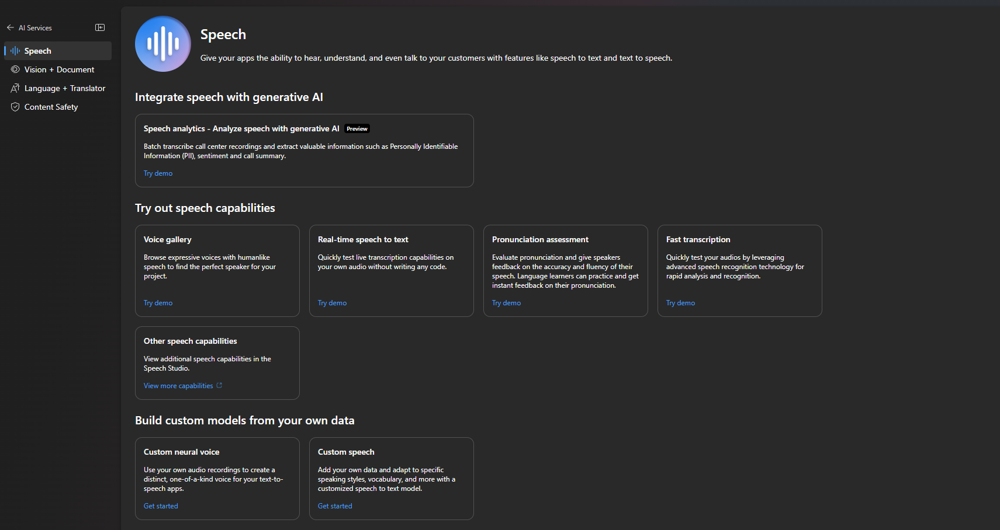 AI Services
Speech
Vision + Document
Language + Translator
Content Safety
Speech
Give your apps the ability to hear, understand, and even talk to your customers with features like speech to text and text to speech.
Integrate speech with generative AI
Speech analytics - Analyze speech with generative AI Preview
Batch transcribe call center recordings and extract valuable information such as Personally Identifiable
Information (PII), sentiment and call summary.
Try demo
Try out speech capabilities
Voice gallery
Browse expressive voices with humanlike
speech to find the perfect speaker for your
project.
Try demo
Real-time speech to text
Quickly test live transcription capabilities on
your own audio without writing any code.
Try demo
Pronunciation assessment
Evaluate pronunciation and give speakers
feedback on the accuracy and fluency of their
speech. Language learners can practice and get
instant feedback on their pronunciation.
Try demo
Fast transcription
Quickly test your audios by leveraging
advanced speech recognition technology for
rapid analysis and recognition.
Try demo
Other speech capabilities
View additional speech capabilities in the
Speech Studio.
View more capabilities
Build custom models from your own data
Custom neural voice
Use your own audio recordings to create a
distinct, one-of-a-kind voice for your text-to-
speech apps.
Get started
Custom speech
Add your own data and adapt to specific
speaking styles, vocabulary, and more with a
customized speech to text model.
Get started